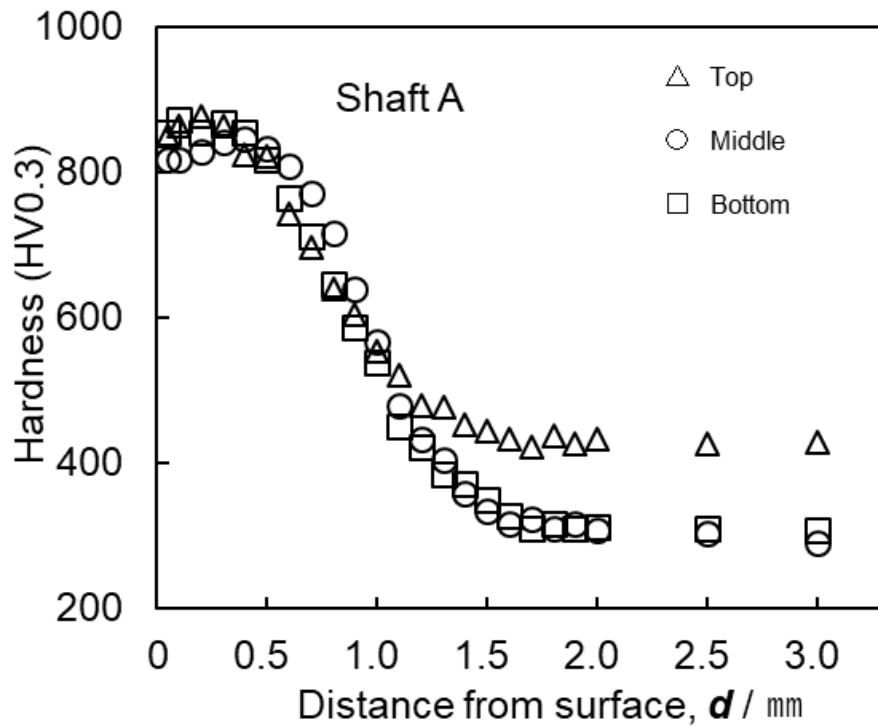 1000
800
600
400
200
Hardness (HV0.3)
Shaft A
Top
Middle
Bottom
0 0.5 1.0 1.5 2.0 2.5 3.0
Distance from surface, d / ㎜